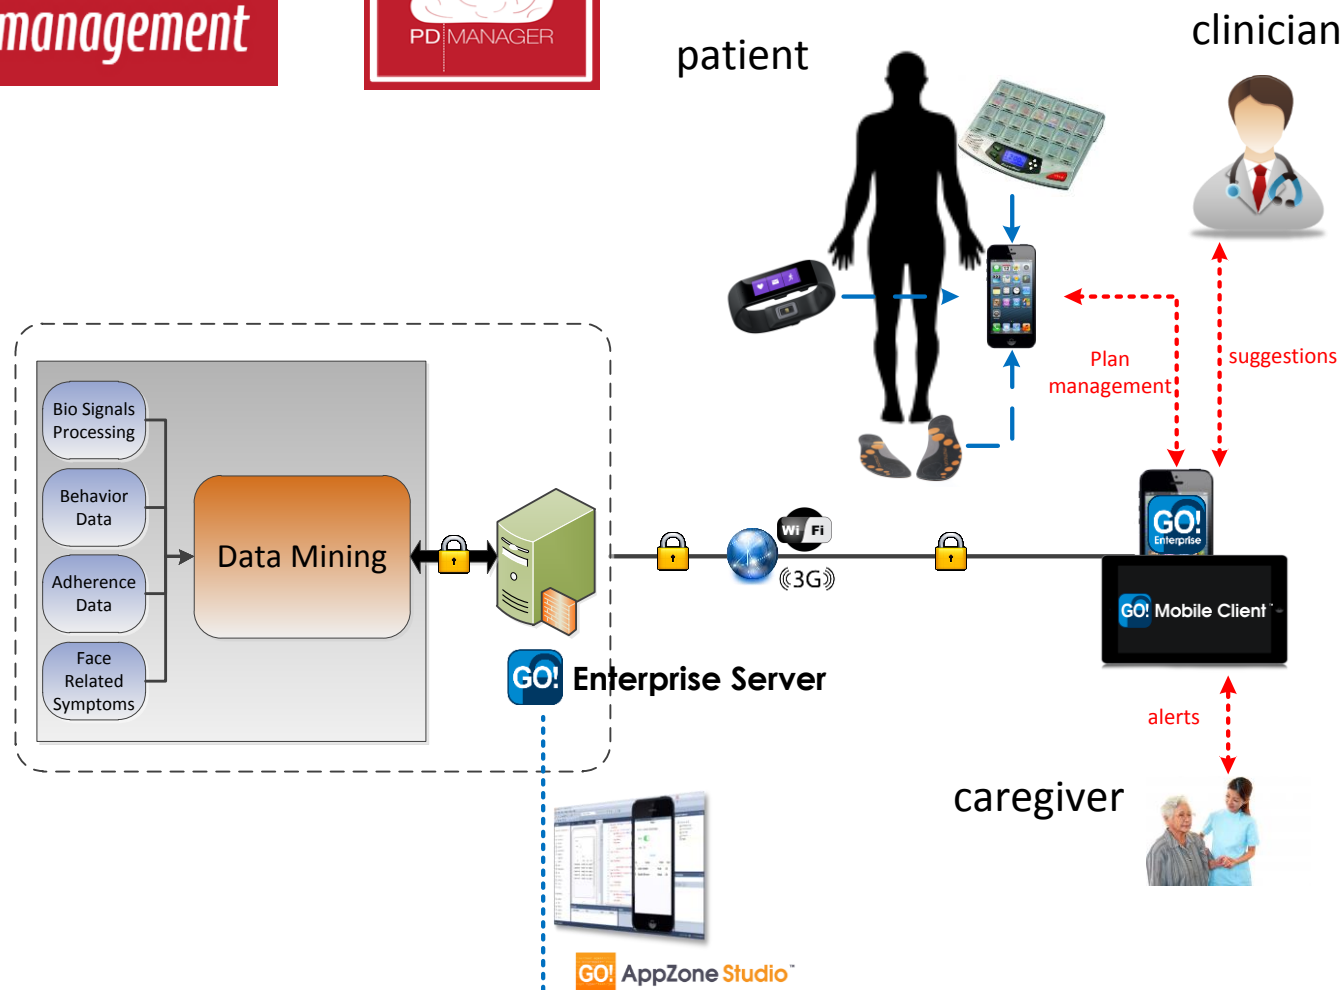 management
PD MANAGER
patient
clinician
Plan
management
suggestions
Bio Signals
Processing
Behavior
Data
Adherence
Data
Face
Related
Symptoms
Data Mining
Wi Fi
3G
GO!
Enterprise
GO! Mobile Client
GO! Enterprise Server
alerts
caregiver
GO! AppZone Studio™